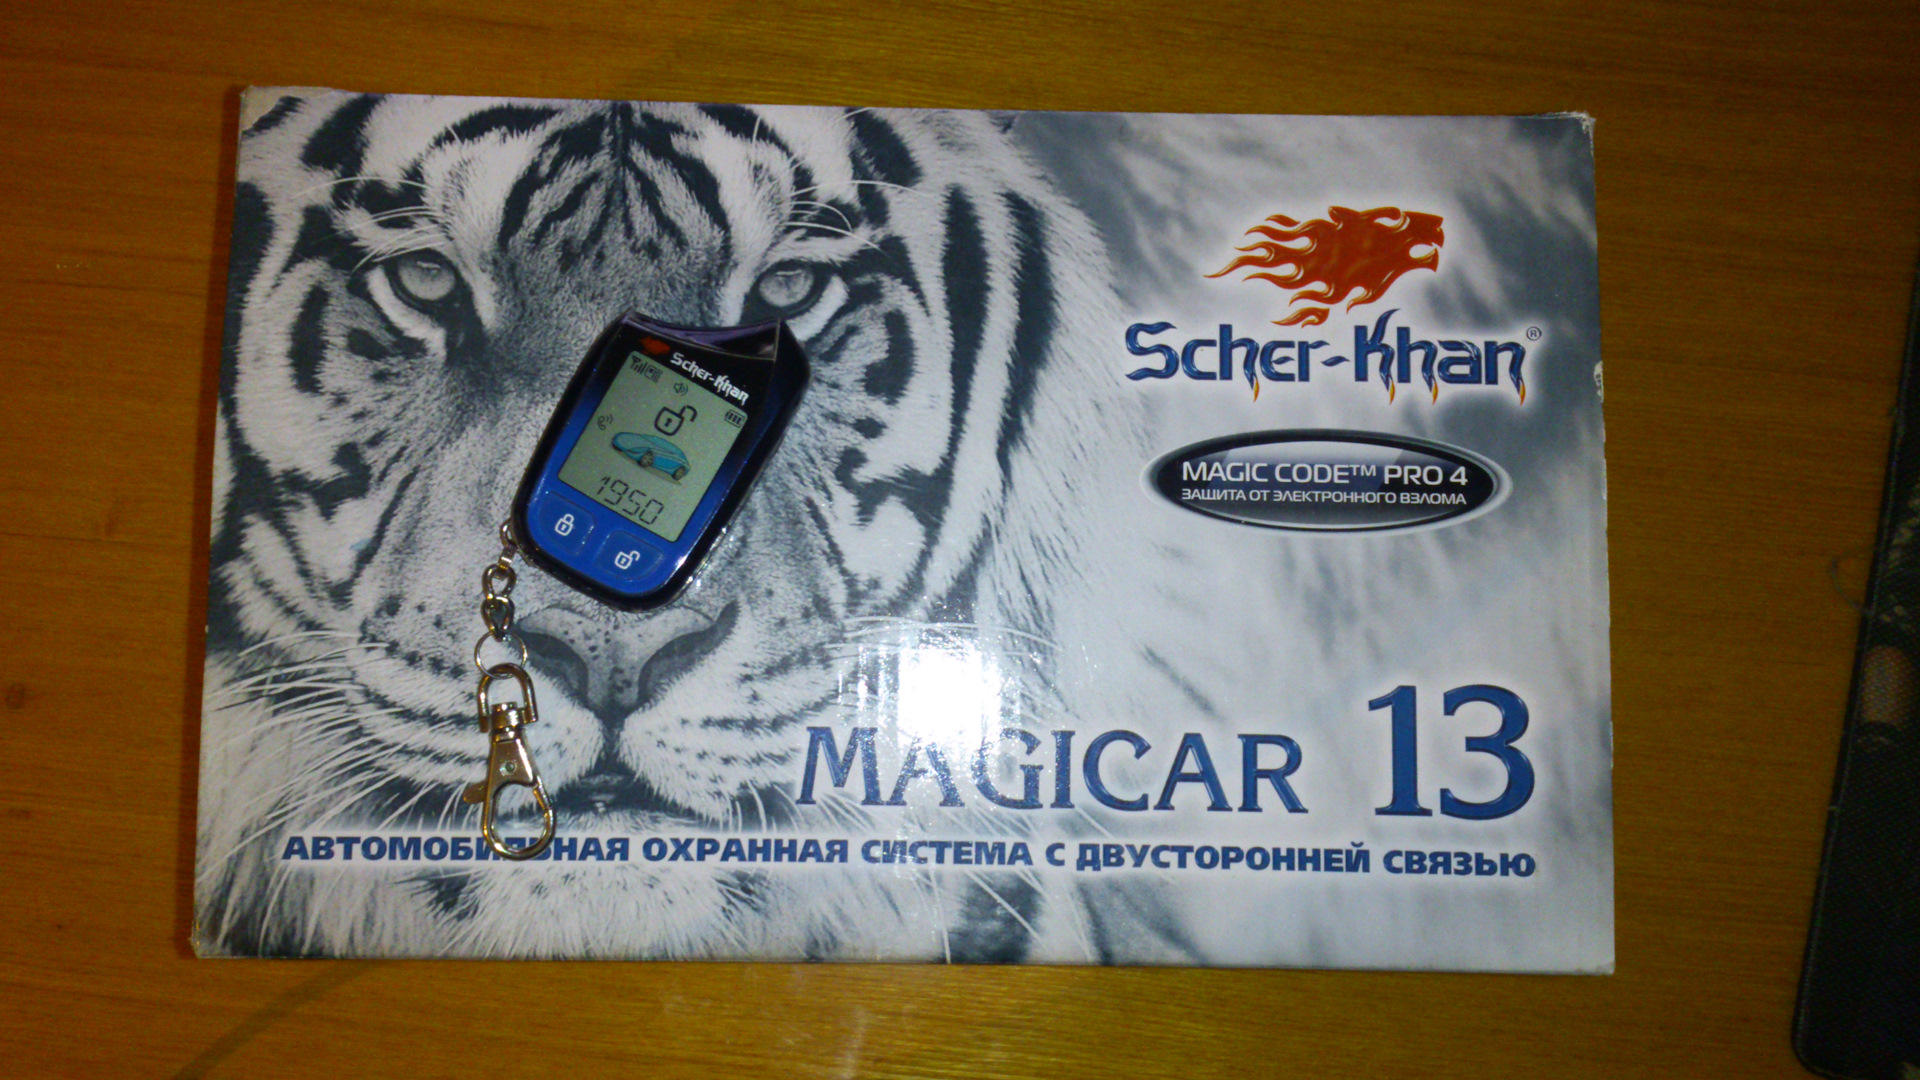 Scher-Khan®
MAGIC CODE™ PRO 4
ЗАЩИТА ОТ ЭЛЕКТРОННОГО ВЗЛОМА
Scher-Khan
1950
MAGICAR 13
АВТОМОБИЛЬНАЯ ОХРАННАЯ СИСТЕМА С ДВУСТОРОННЕЙ СВЯЗЬЮ